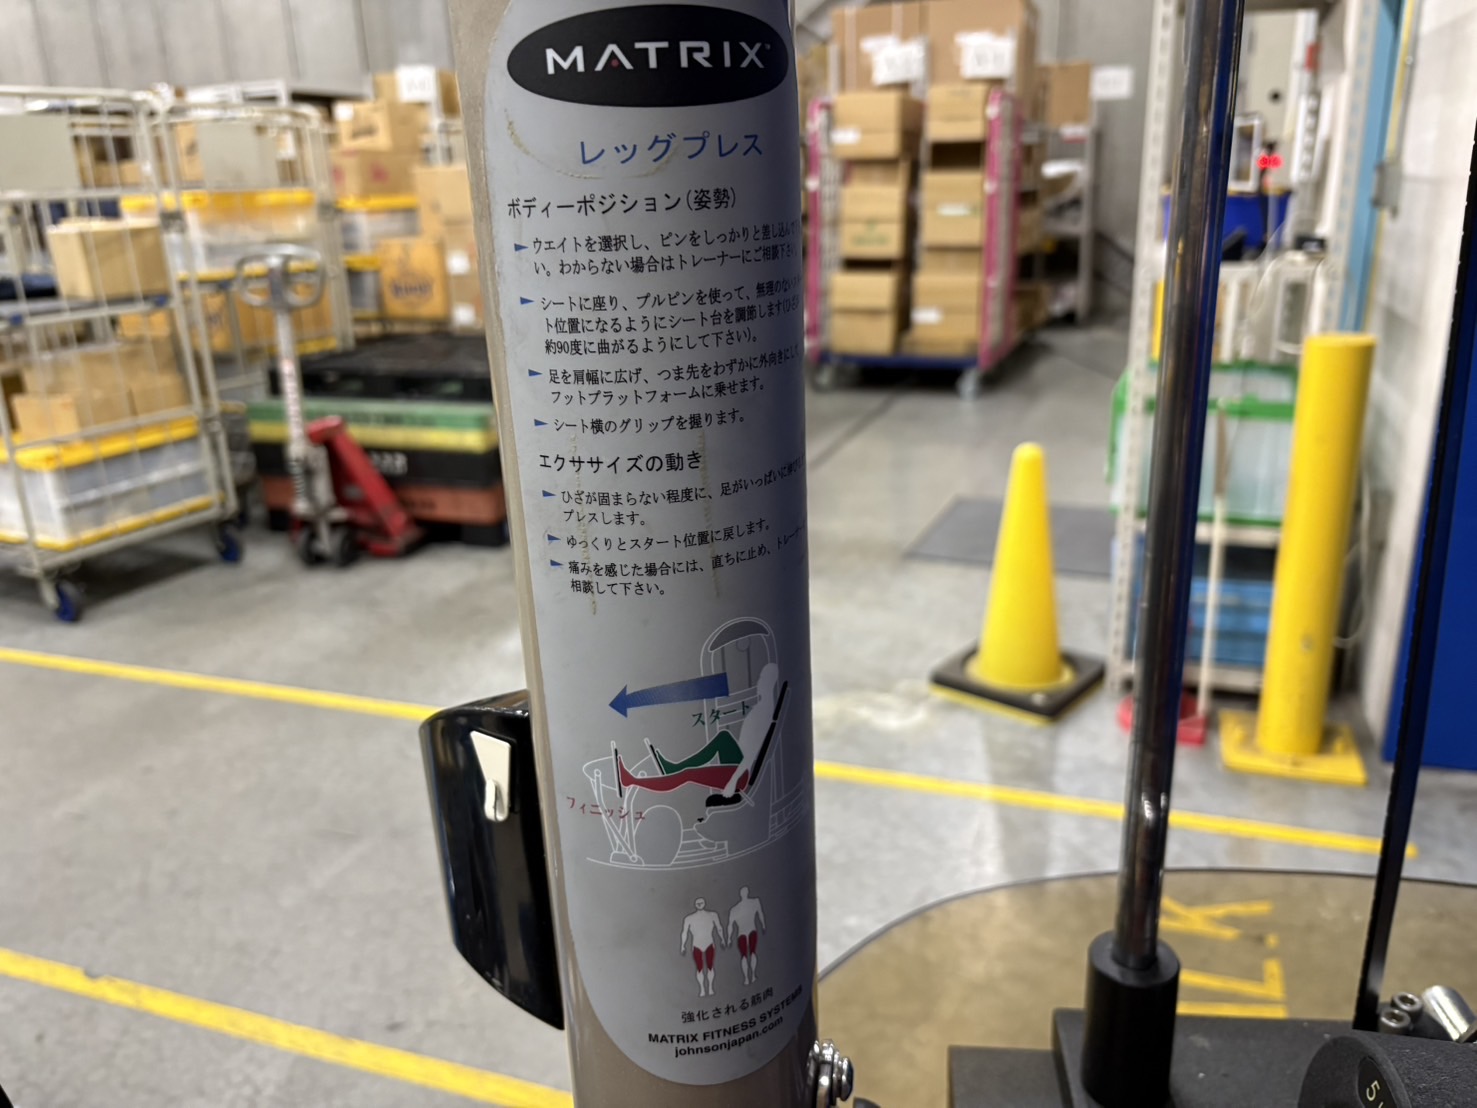 MATRIX
レッグプレス
ボディーポジション(姿勢)
► ウエイトを選択し、ピンをしっかりと差し込んで
い。わからない場合はトレーナーにご相談下さ
► シートに座り、プルピンを使って、無理のない
ト位置になるようにシート台を調節します(ひざ
約90度に曲がるようにして下さい)。
► 足を肩幅に広げ、つま先をわずかに外向きにし
フットプラットフォームに乗せます。
► シート横のグリップを握ります。
エクササイズの動き
► ひざが固まらない程度に、足がいっぱいに伸び
プレスします。
► ゆっくりとスタート位置に戻します。
► 痛みを感じた場合には、直ちに止め、トレーナー
相談して下さい。
スタート
フィニッシュ
強化される筋肉
MATRIX FITNESS SYSTEMS
johnsonjapan.com
5